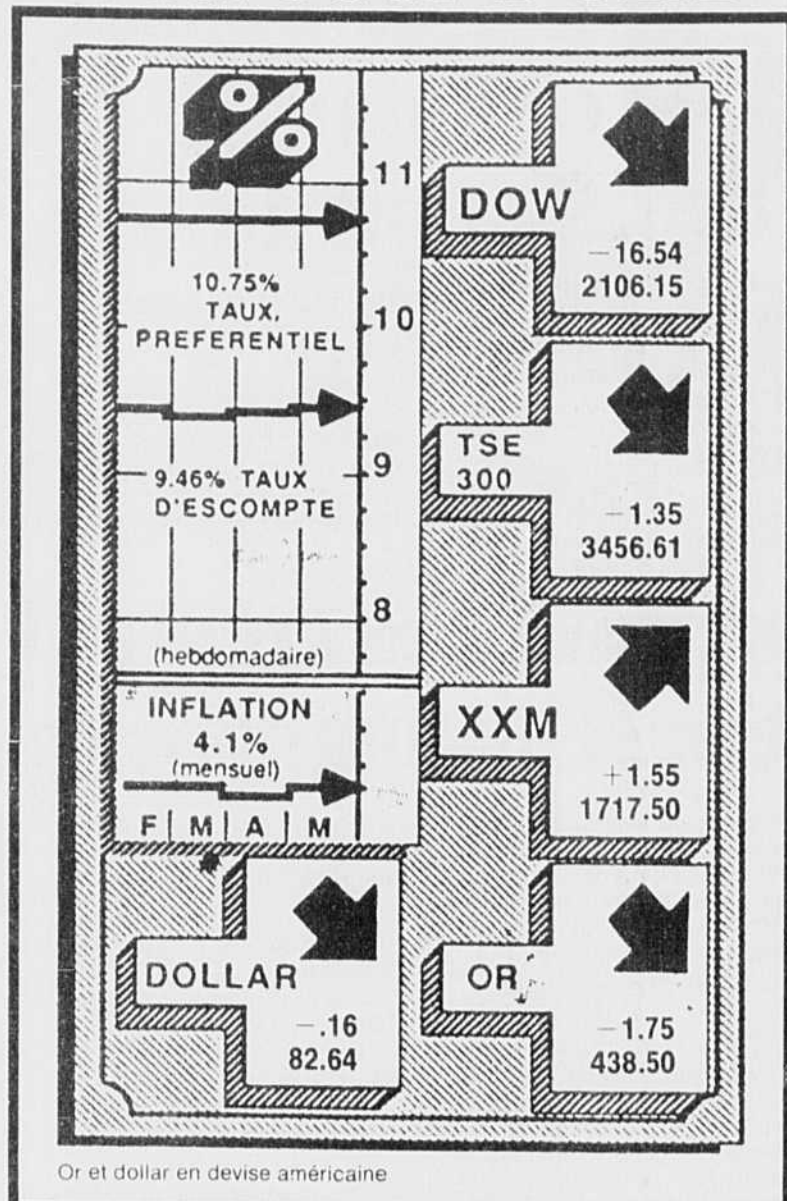 %
11
10.75%
TAUX.
PREFERENTIEL
10
9.46% TAUX
D'ESCOMPTE
9
8
(hebdomadaire)
INFLATION
4.1%
(mensuel)
F | M | A | M
DOW
-16.54
2106.15
TSE
300
-1.35
3456.61
XXM
+1.55
1717.50
DOLLAR
-.16
82.64
OR
-1.75
438.50
Or et dollar en devise américaine